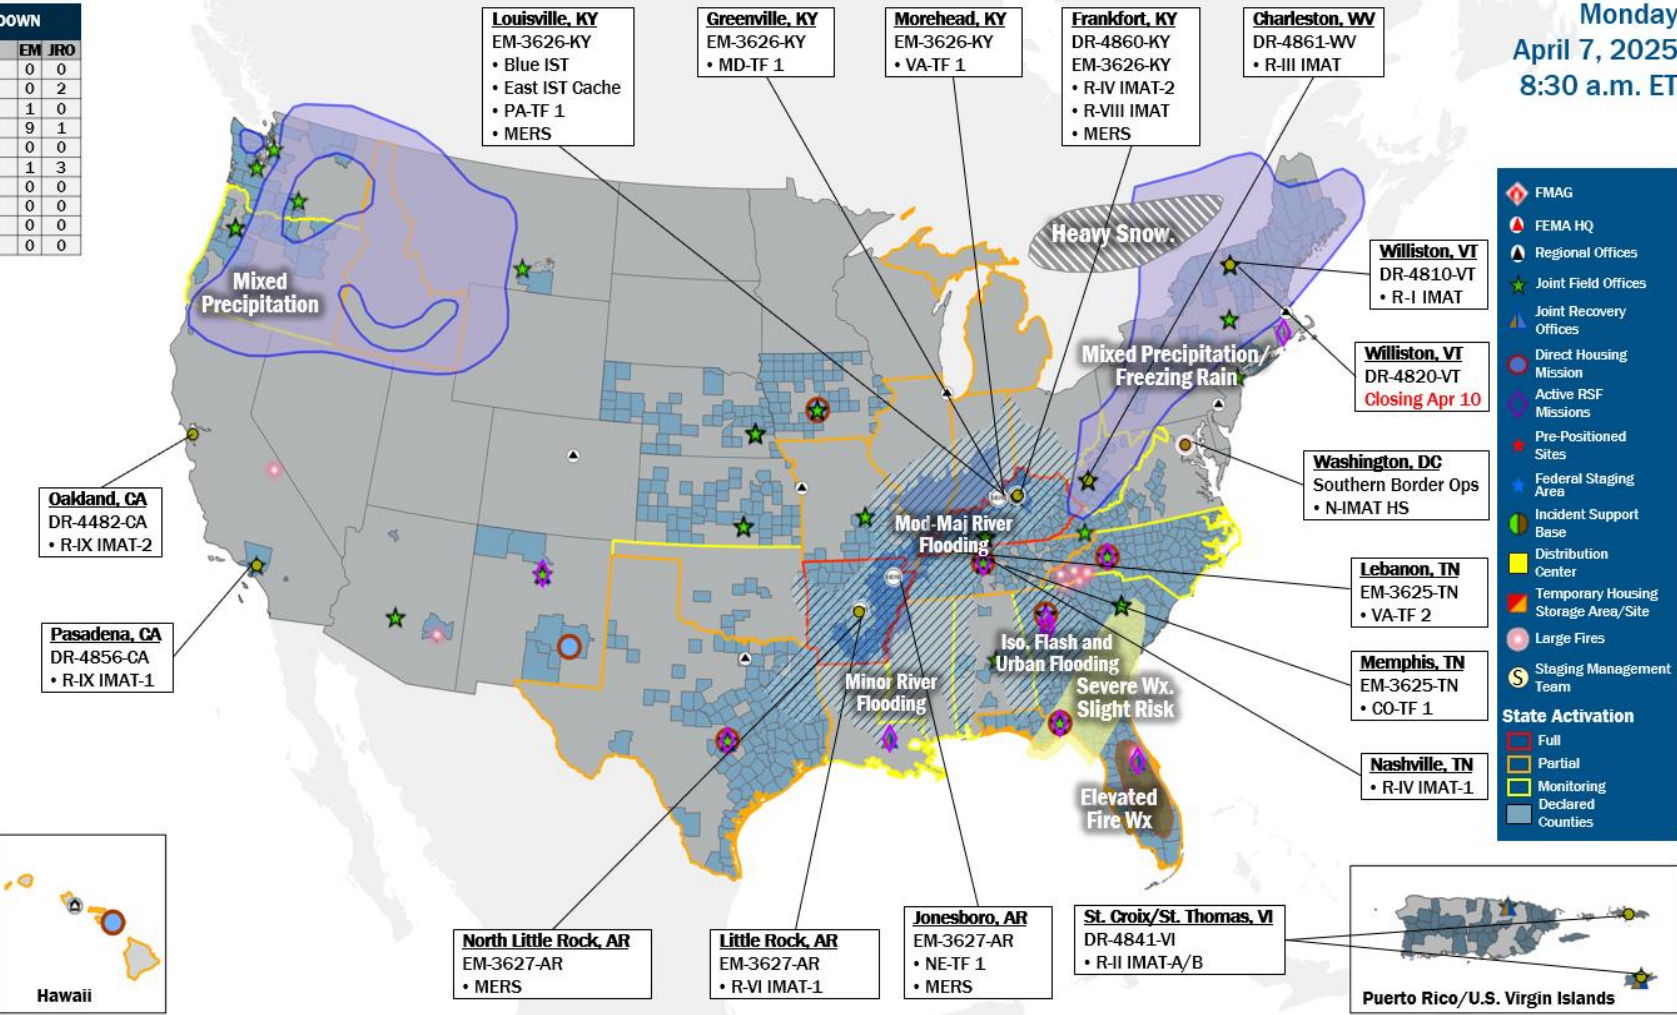 DOWN
EM JRO
0 0
0 2
1 0
9 1
0 0
1 3
0 0
0 0
0 0
0 0
Louisville, KY
EM-3626-KY
• Blue IST
• East IST Cache
• PA-TF 1
• MERS
Greenville, KY
EM-3626-KY
• MD-TF 1
Morehead, KY
EM-3626-KY
• VA-TF 1
Frankfort, KY
DR-4860-KY
EM-3626-KY
• R-IV IMAT-2
• R-VIII IMAT
• MERS
Charleston, WV
DR-4861-WV
• R-III IMAT
Monday
April 7, 2025
8:30 a.m. ET
Heavy Snow.
Mixed
Precipitation
Mixed Precipitation/
Freezing Rain
Mod-Maj River
Flooding
Iso. Flash and
Urban Flooding
Minor River
Flooding
Severe Wx.
Slight Risk
Elevated
Fire Wx
Williston, VT
DR-4810-VT
• R-I IMAT
Williston, VT
DR-4820-VT
Closing Apr 10
Washington, DC
Southern Border Ops
• N-IMAT HS
Lebanon, TN
EM-3625-TN
• VA-TF 2
Memphis, TN
EM-3625-TN
• CO-TF 1
Nashville, TN
• R-IV IMAT-1
Oakland, CA
DR-4482-CA
• R-IX IMAT-2
Pasadena, CA
DR-4856-CA
• R-IX IMAT-1
North Little Rock, AR
EM-3627-AR
• MERS
Little Rock, AR
EM-3627-AR
• R-VI IMAT-1
Jonesboro, AR
EM-3627-AR
• NE-TF 1
• MERS
St. Croix/St. Thomas, VI
DR-4841-VI
• R-II IMAT-A/B
Hawaii
Puerto Rico/U.S. Virgin Islands
FMAG
FEMA HQ
Regional Offices
Joint Field Offices
Joint Recovery
Offices
Direct Housing
Mission
Active RSF
Missions
Pre-Positioned
Sites
Federal Staging
Area
Incident Support
Base
Distribution
Center
Temporary Housing
Storage Area/Site
Large Fires
S
Staging Management
Team
State Activation
Full
Partial
Monitoring
Declared
Counties